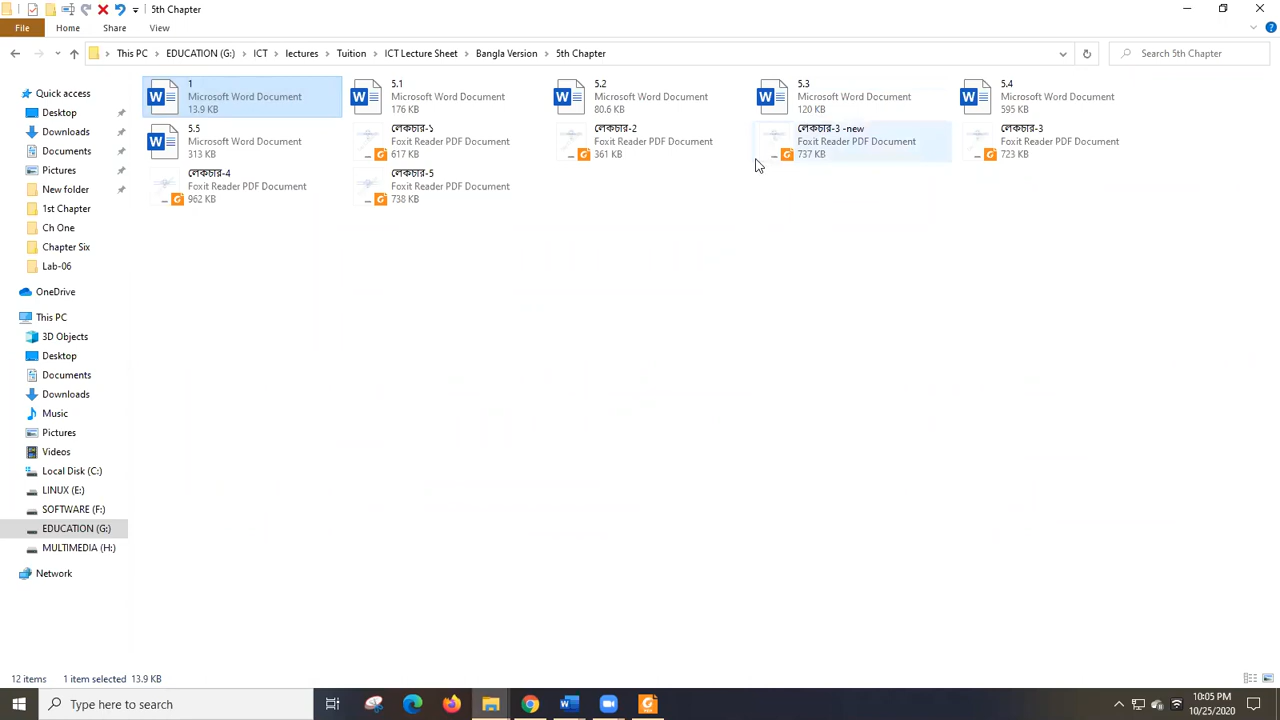 5th Chapter
File
Home
Share
View
This PC
EDUCATION (G:)
ICT
lectures
Tuition
ICT Lecture Sheet
Bangla Version
5th Chapter
Search 5th Chapter
Quick access
Desktop
Downloads
Documents
Pictures
New folder
1st Chapter
Ch One
Chapter Six
Lab-06
OneDrive
This PC
3D Objects
Desktop
Documents
Downloads
Music
Pictures
Videos
Local Disk (C:)
LINUX (E:)
SOFTWARE (F:)
EDUCATION (G:)
MULTIMEDIA (H:)
Network
1
Microsoft Word Document
13.9 KB
5.1
Microsoft Word Document
176 KB
5.2
Microsoft Word Document
80.6 KB
5.3
Microsoft Word Document
120 KB
5.4
Microsoft Word Document
595 KB
5.5
Microsoft Word Document
313 KB
লেকচার-১
Foxit Reader PDF Document
617 KB
লেকচার-2
Foxit Reader PDF Document
361 KB
লেকচার-3 -new
Foxit Reader PDF Document
737 KB
লেকচার-3
Foxit Reader PDF Document
723 KB
লেকচার-4
Foxit Reader PDF Document
962 KB
লেকচার-5
Foxit Reader PDF Document
738 KB
12 items
1 item selected 13.9 KB
Type here to search
10:05 PM
10/25/2020